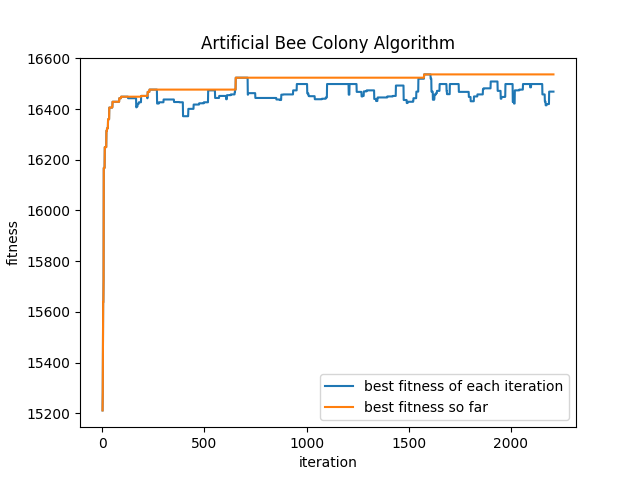 Artificial Bee Colony Algorithm
16600
16400
16200
16000
15800
15600
15400
15200
fitness
0 500 1000 1500 2000
iteration
best fitness of each iteration
best fitness so far